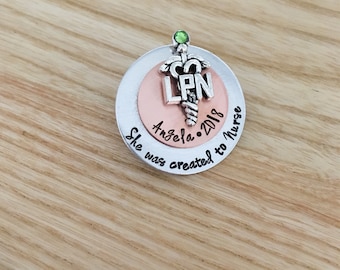 LPN
Angela • 2018
She was created to Nurse